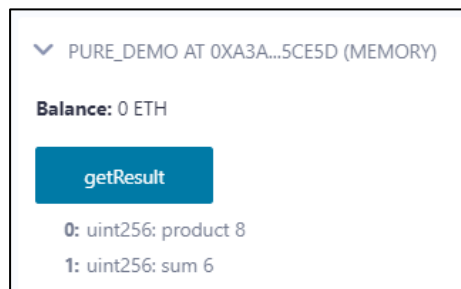 PURE_DEMO AT 0XA3A...5CE5D (MEMORY)
Balance: 0 ETH
getResult
0: uint256: product 8
1: uint256: sum 6